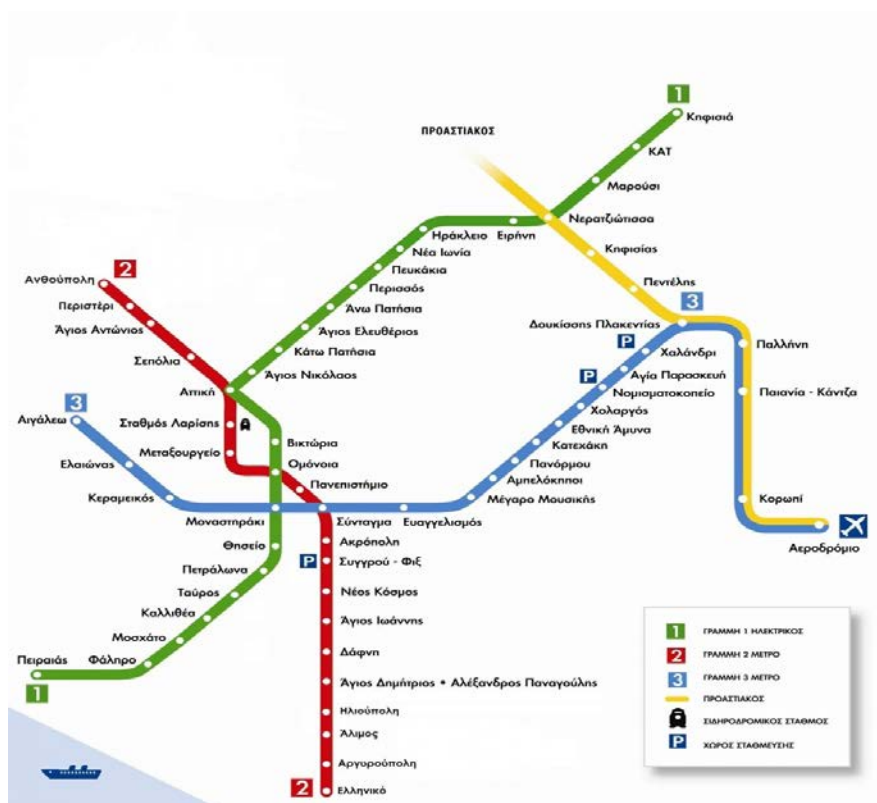 1
Κηφισιά
ΠΡΟΑΣΤΙΑΚΟΣ
ΚΑΤ
Μαρούσι
Νερατζιώτισσα
Ηράκλειο
Ειρήνη
Κηφισίας
Νέα Ιωνία
Πευκάκια
2
Ανθούπολη
Πεντέλης
Περισσός
3
Περιστέρι
Άνω Πατήσια
Δουκίσσης Πλακεντίας
Άγιος Αντώνιος
Άγιος Ελευθέριος
P
Παλλήνη
Κάτω Πατήσια
Χαλάνδρι
Σεπόλια
Άγιος Νικόλαος
P
Αγία Παρασκευή
Αττική
Νομισματοκοπείο
Παιανία - Κάντζα
3
Χολαργός
Αιγάλεω
Σταθμός Λαρίσης
Εθνική Άμυνα
Βικτώρια
Κατεχάκη
Μεταξουργείο
Ελαιώνας
Ομόνοια
Πανόρμου
Πανεπιστήμιο
Αμπελόκηποι
Κεραμεικός
Μέγαρο Μουσικής
Κορωπί
Μοναστηράκι
Σύνταγμα
Ευαγγελισμός
Θησείο
Ακρόπολη
Αεροδρόμιο
P
Συγγρού - Φιξ
Πετράλωνα
Ταύρος
Νέος Κόσμος
Καλλιθέα
Άγιος Ιωάννης
Μοσχάτο
Πειραιάς
Φάληρο
Δάφνη
1
Άγιος Δημήτριος • Αλέξανδρος Παναγούλης
Ηλιούπολη
Άλιμος
Αργυρούπολη
2
Ελληνικό
1 ΓΡΑΜΜΗ 1 ΗΛΕΚΤΡΙΚΟΣ
2 ΓΡΑΜΜΗ 2 ΜΕΤΡΟ
3 ΓΡΑΜΜΗ 3 ΜΕΤΡΟ
ΠΡΟΑΣΤΙΑΚΟΣ
ΣΙΔΗΡΟΔΡΟΜΙΚΟΣ ΣΤΑΘΜΟΣ
P ΧΩΡΟΣ ΣΤΑΘΜΕΥΣΗΣ